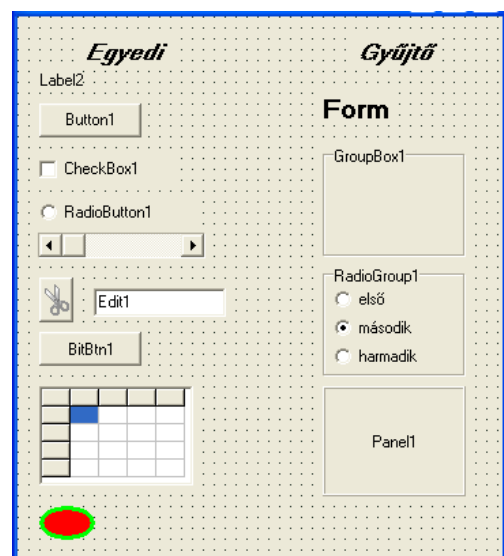 Egyedi
Label2
Button1
CheckBox1
RadioButton1
Edit1
BitBtn1
Gyűjtő
Form
GroupBox1
RadioGroup1
első
második
harmadik
Panel1